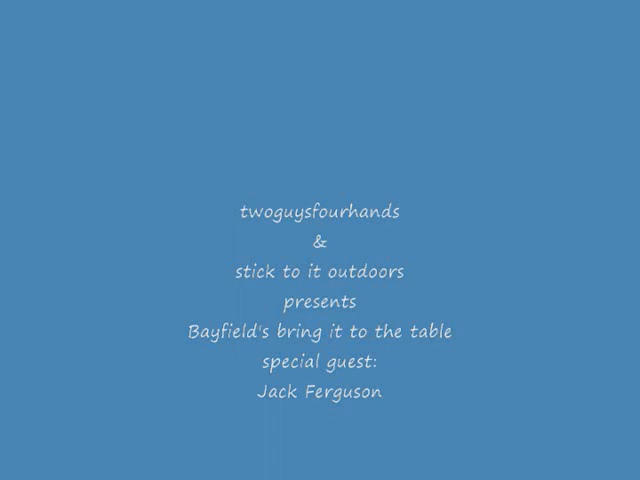 twoguysfourhands
&
stick to it outdoors
presents
Bayfield's bring it to the table
special guest:
Jack Ferguson